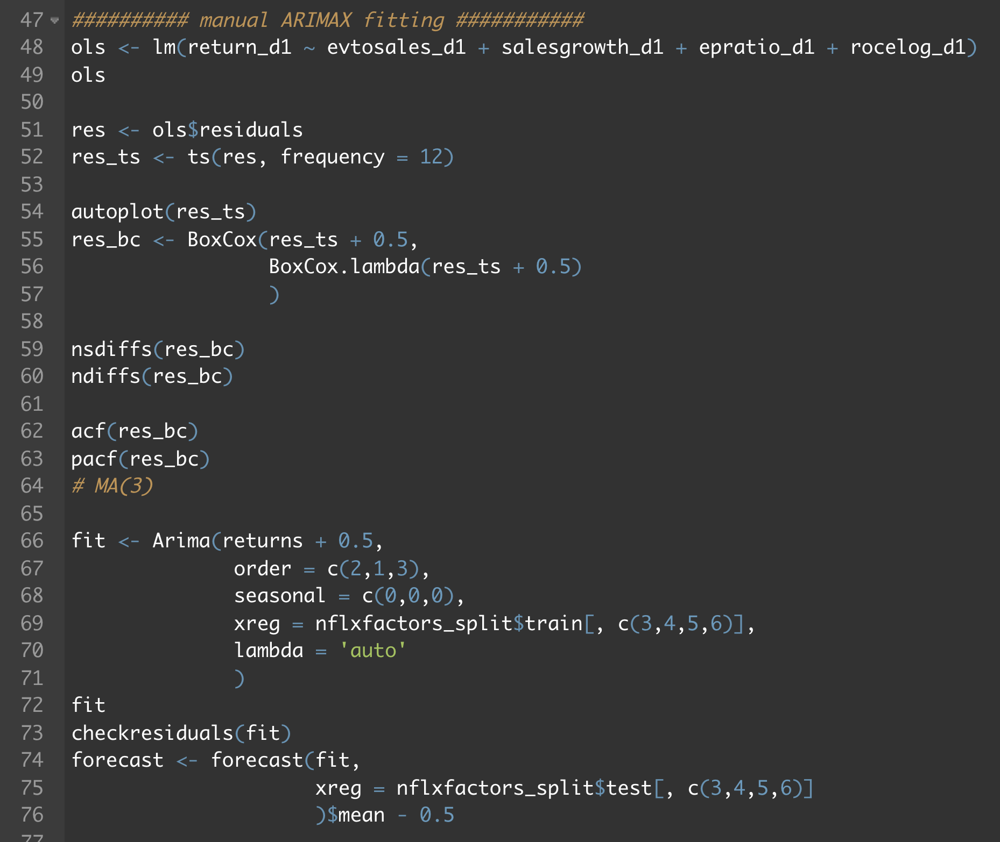 47 ########## manual ARIMAX fitting ###########
48 ols <- lm(return_d1 ~ evtosales_d1 + salesgrowth_d1 + epratio_d1 + rocelog_d1)
49 ols
50
51 res <- ols$residuals
52 res_ts <- ts(res, frequency = 12)
53
54 autoplot(res_ts)
55 res_bc <- BoxCox(res_ts + 0.5,
56                  BoxCox.lambda(res_ts + 0.5)
57                  )
58
59 nsdiffs(res_bc)
60 ndiffs(res_bc)
61
62 acf(res_bc)
63 pacf(res_bc)
64 # MA(3)
65
66 fit <- Arima(returns + 0.5,
67               order = c(2,1,3),
68               seasonal = c(0,0,0),
69               xreg = nflxfactors_split$train[, c(3,4,5,6)],
70               lambda = 'auto'
71               )
72 fit
73 checkresiduals(fit)
74 forecast <- forecast(fit,
75                      xreg = nflxfactors_split$test[, c(3,4,5,6)]
76                      )$mean - 0.5
77